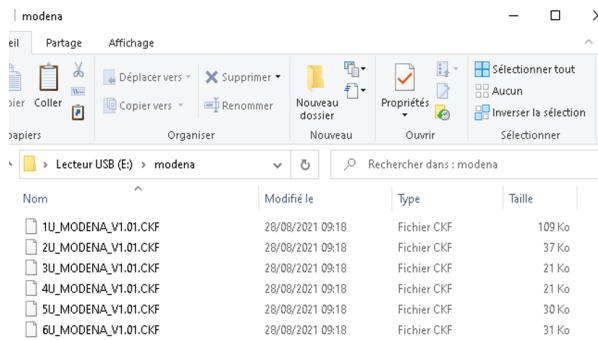 modena
eil Partage Affichage
Déplacer vers Supprimer Sélectionner tout
pier Coller Copier vers Renommer Nouveau dossier Propriétés Aucun
Inverser la sélection
papiers Organiser Nouveau Ouvrir Sélectionner
Lecteur USB (E:) > modena Rechercher dans : modena
Nom Modifié le Type Taille
1U_MODENA_V1.01.CKF 28/08/2021 09:18 Fichier CKF 109 Ko
2U_MODENA_V1.01.CKF 28/08/2021 09:18 Fichier CKF 37 Ko
3U_MODENA_V1.01.CKF 28/08/2021 09:18 Fichier CKF 21 Ko
4U_MODENA_V1.01.CKF 28/08/2021 09:18 Fichier CKF 21 Ko
5U_MODENA_V1.01.CKF 28/08/2021 09:18 Fichier CKF 30 Ko
6U_MODENA_V1.01.CKF 28/08/2021 09:18 Fichier CKF 31 Ko